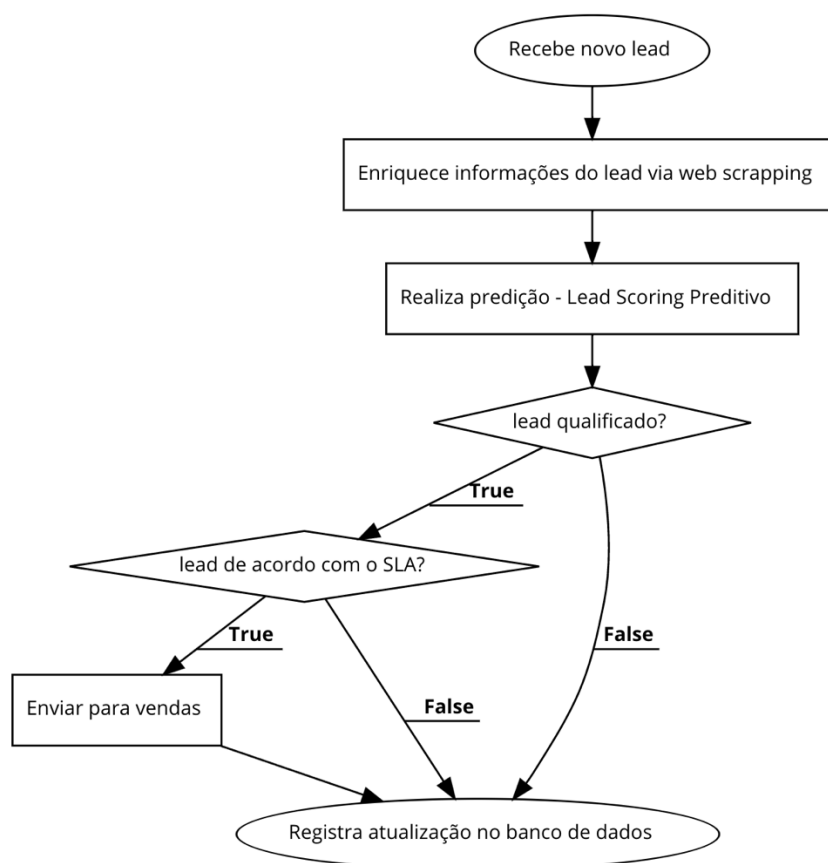 Recebe novo lead
Enriquece informações do lead via web scrapping
Realiza predição - Lead Scoring Preditivo
lead qualificado?
True
lead de acordo com o SLA?
True
False
Enviar para vendas
False
Registra atualização no banco de dados